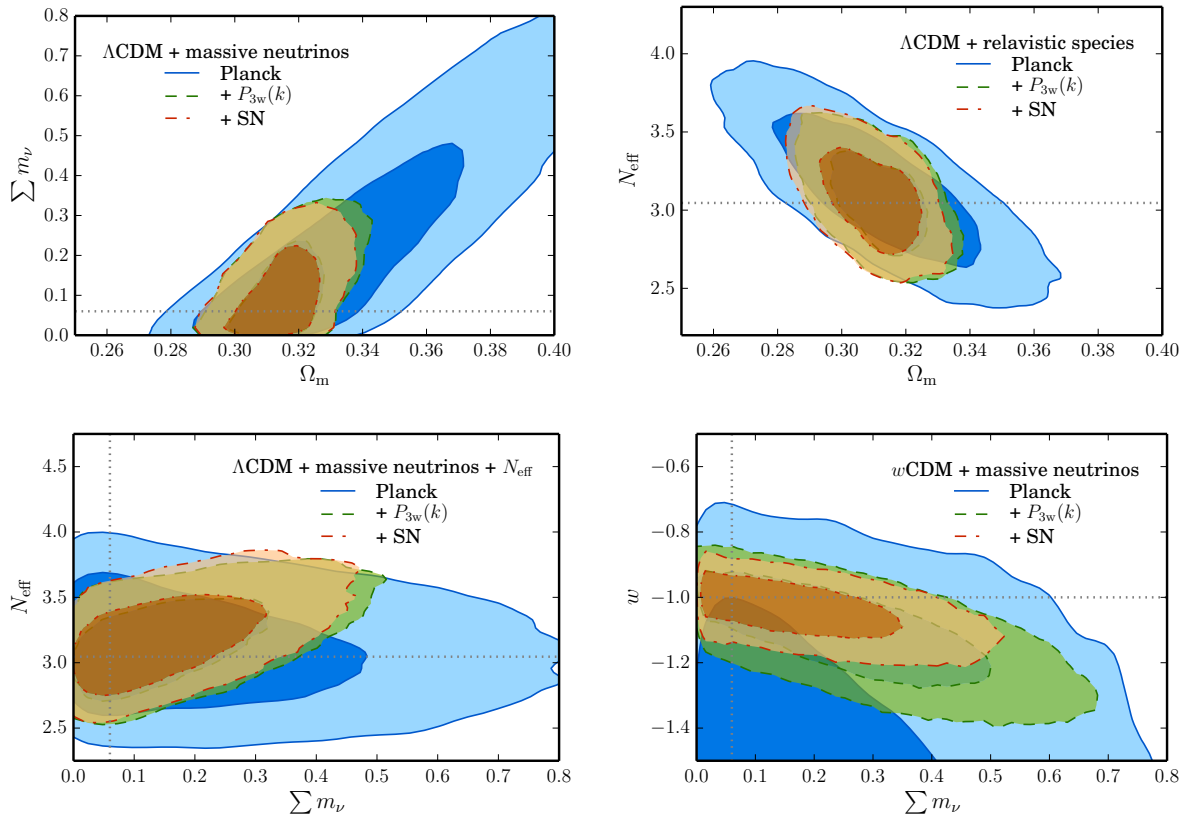 ΛCDM + massive neutrinos
Planck
+ P3w(k)
+ SN
0.8
0.7
0.6
0.5
0.4
0.3
0.2
0.1
0.0
∑ mν
0.26 0.28 0.30 0.32 0.34 0.36 0.38 0.40
Ωm
ΛCDM + relavistic species
Planck
+ P3w(k)
+ SN
4.0
3.5
3.0
2.5
Neff
0.26 0.28 0.30 0.32 0.34 0.36 0.38 0.40
Ωm
ΛCDM + massive neutrinos + Neff
Planck
+ P3w(k)
+ SN
4.5
4.0
3.5
3.0
2.5
Neff
0.0 0.1 0.2 0.3 0.4 0.5 0.6 0.7 0.8
∑ mν
wCDM + massive neutrinos
Planck
+ P3w(k)
+ SN
−0.6
−0.8
−1.0
−1.2
−1.4
w
0.0 0.1 0.2 0.3 0.4 0.5 0.6 0.7 0.8
∑ mν